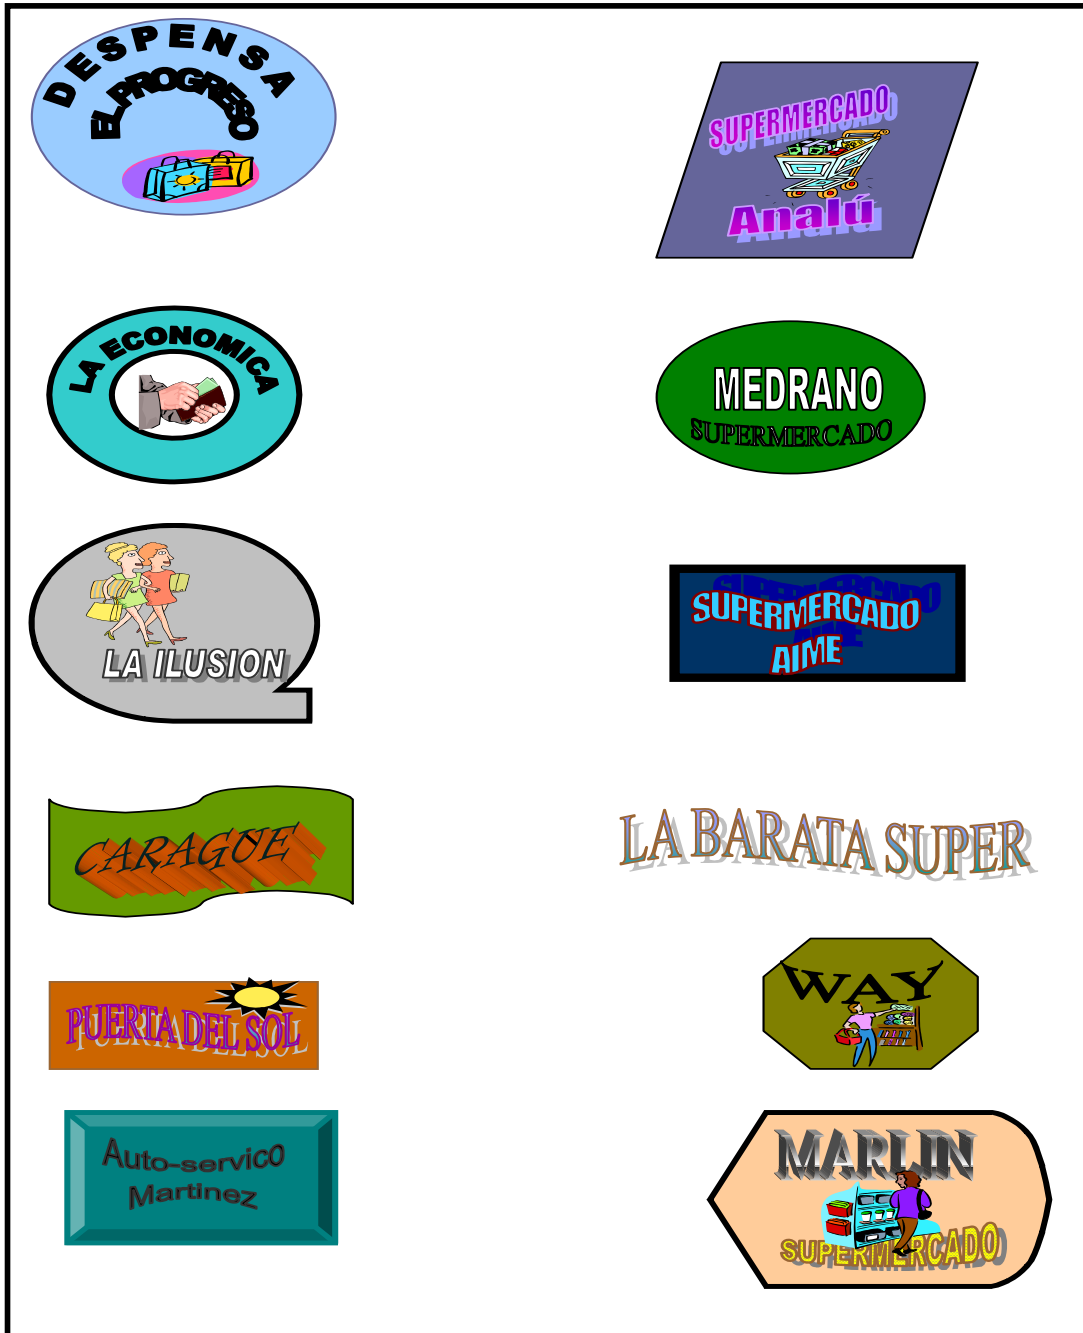 DESPENSA
EL PROGRESO
SUPERMERCADO
Analú
LA ECONOMICA
MEDRANO
SUPERMERCADO
LA ILUSION
SUPERMERCADO
AIME
CARAGUE
LA BARATA SUPER
PUERTA DEL SOL
WAY
Auto-servico
Martinez
MARLIN
SUPERMERCADO